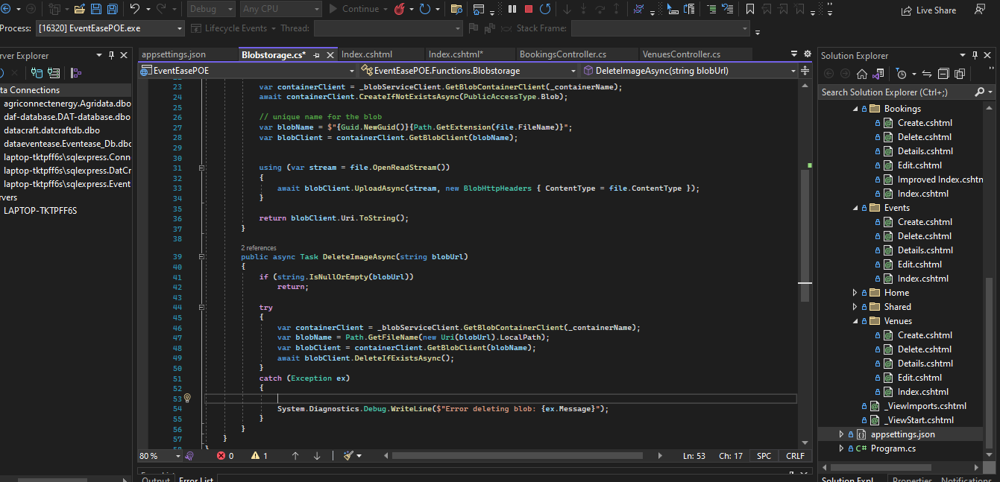 Debug
Any CPU
Continue
Live Share
Process:
[16320] EventEasePOE.exe
Lifecycle Events
Thread:
Stack Frame:
rver Explorer
ta Connections
agriconnectenergy.Agridata.dbo
daf-database.DAT-database.dbo
datacraft.datcraftdb.dbo
dataeventease.Eventease_Db.dbo
laptop-tktpff6s\sqlexpress.Conn
laptop-tktpff6s\sqlexpress.DatCr
laptop-tktpff6s\sqlexpress.Event
rvers
LAPTOP-TKTPFF6S
appsettings.json
Blobstorage.cs*
Index.cshtml
Index.cshtml*
BookingsController.cs
VenuesController.cs
EventEasePOE
EventEasePOE.Functions.Blobstorage
DeleteImageAsync(string blobUrl)
23 var containerClient = _blobServiceClient.GetBlobContainerClient(_containerName);
24 await containerClient.CreateIfNotExistsAsync(PublicAccessType.Blob);
25
26 // unique name for the blob
27 var blobName = $"{Guid.NewGuid()}{Path.GetExtension(file.FileName)}";
28 var blobClient = containerClient.GetBlobClient(blobName);
29
30
31 using (var stream = file.OpenReadStream())
32 {
33 await blobClient.UploadAsync(stream, new BlobHttpHeaders { ContentType = file.ContentType });
34 }
35
36 return blobClient.Uri.ToString();
37 }
38
2 references
39 public async Task DeleteImageAsync(string blobUrl)
40 {
41 if (string.IsNullOrEmpty(blobUrl))
42 return;
43
44 try
45 {
46 var containerClient = _blobServiceClient.GetBlobContainerClient(_containerName);
47 var blobName = Path.GetFileName(new Uri(blobUrl).LocalPath);
48 var blobClient = containerClient.GetBlobClient(blobName);
49 await blobClient.DeleteIfExistsAsync();
50 }
51 catch (Exception ex)
52 {
53
54 System.Diagnostics.Debug.WriteLine($"Error deleting blob: {ex.Message}");
55 }
56 }
57 }
58 }
80 %
0
1
Ln: 53
Ch: 17
SPC
CRLF
Output
Error List
Solution Explorer
Search Solution Explorer (Ctrl+;)
Bookings
Create.cshtml
Delete.cshtml
Details.cshtml
Edit.cshtml
Improved Index.cshtn
Index.cshtml
Events
Create.cshtml
Delete.cshtml
Details.cshtml
Edit.cshtml
Index.cshtml
Home
Shared
Venues
Create.cshtml
Delete.cshtml
Details.cshtml
Edit.cshtml
Index.cshtml
_ViewImports.cshtml
_ViewStart.cshtml
appsettings.json
C# Program.cs
Solution Expl...
Properties
Notifications